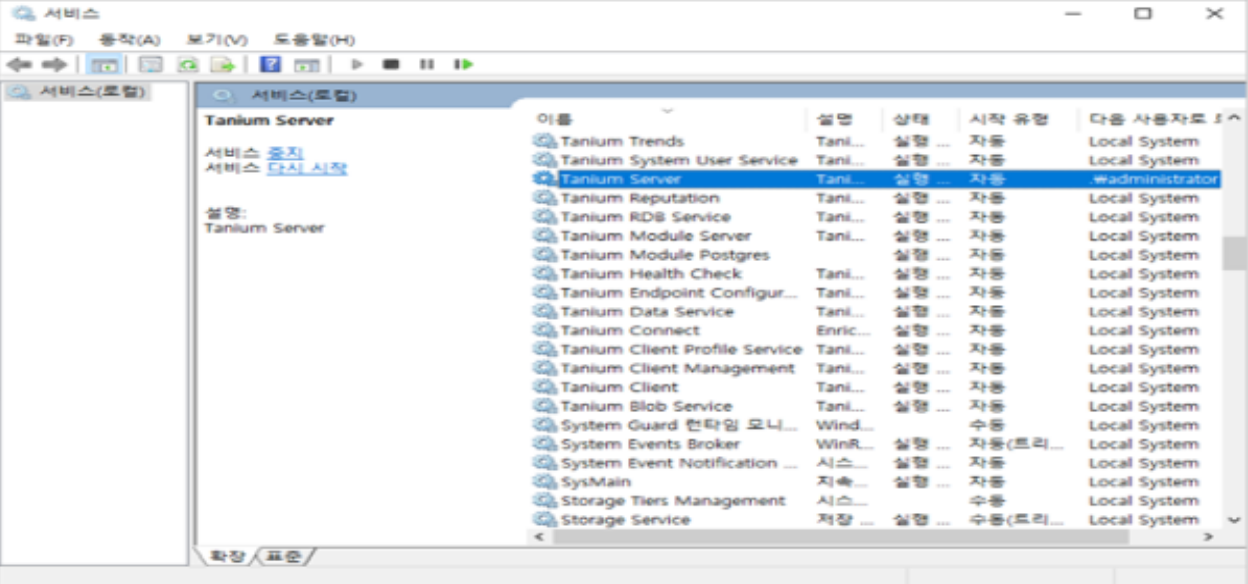 서비스
파일(F) 동작(A) 보기(V) 도움말(H)
서비스(로컬)
서비스(로컬)
Tanium Server
서비스 중지
서비스 다시 시작
설명:
Tanium Server
이름 설명 상태 시작 유형 다음 사용자로 로
Tanium Trends Tani... 실행 ... 자동 Local System
Tanium System User Service Tani... 실행 ... 자동 Local System
Tanium Server Tani... 실행 ... 자동 .₩administrator
Tanium Reputation Tani... 실행 ... 자동 Local System
Tanium RDB Service Tani... 실행 ... 자동 Local System
Tanium Module Server Tani... 실행 ... 자동 Local System
Tanium Module Postgres 실행 ... 자동 Local System
Tanium Health Check Tani... 실행 ... 자동 Local System
Tanium Endpoint Configur... Tani... 실행 ... 자동 Local System
Tanium Data Service Tani... 실행 ... 자동 Local System
Tanium Connect Enric... 실행 ... 자동 Local System
Tanium Client Profile Service Tani... 실행 ... 자동 Local System
Tanium Client Management Tani... 실행 ... 자동 Local System
Tanium Client Tani... 실행 ... 자동 Local System
Tanium Blob Service Tani... 실행 ... 자동 Local System
System Guard 런타임 모니... Wind... 수동 Local System
System Events Broker WinR... 실행 ... 자동(트리... Local System
System Event Notification ... 시스... 실행 ... 자동 Local System
SysMain 지속... 실행 ... 자동 Local System
Storage Tiers Management 시스... 수동 Local System
Storage Service 저장 ... 실행 ... 수동(트리... Local System
확장 표준